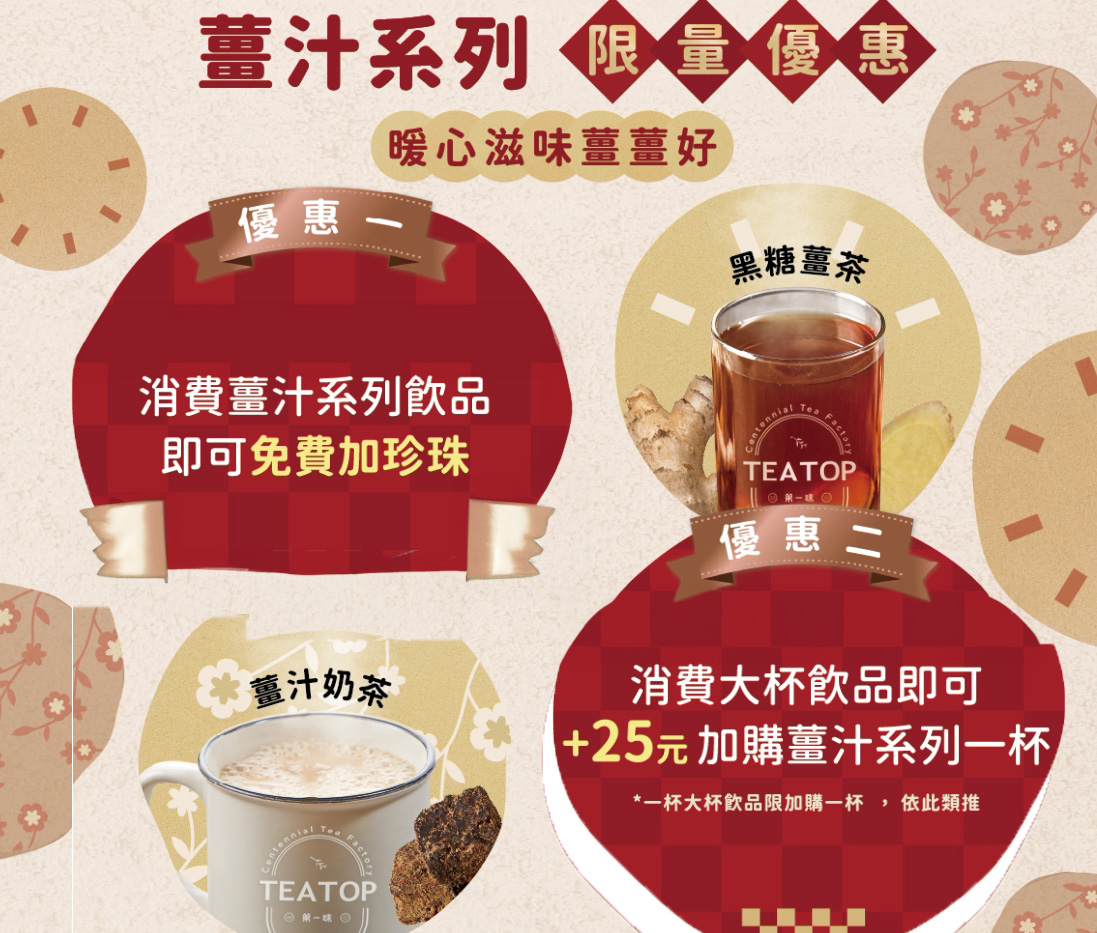 薑汁系列 限量優惠
暖心滋味薑薑好
優惠一
消費薑汁系列飲品
即可免費加珍珠
黑糖薑茶
Centennial Tea Factory
TEATOP
第一味
優惠二
消費大杯飲品即可
+25元 加購薑汁系列一杯
*一杯大杯飲品限加購一杯 , 依此類推
薑汁奶茶
Centennial Tea Factory
TEATOP
第一味